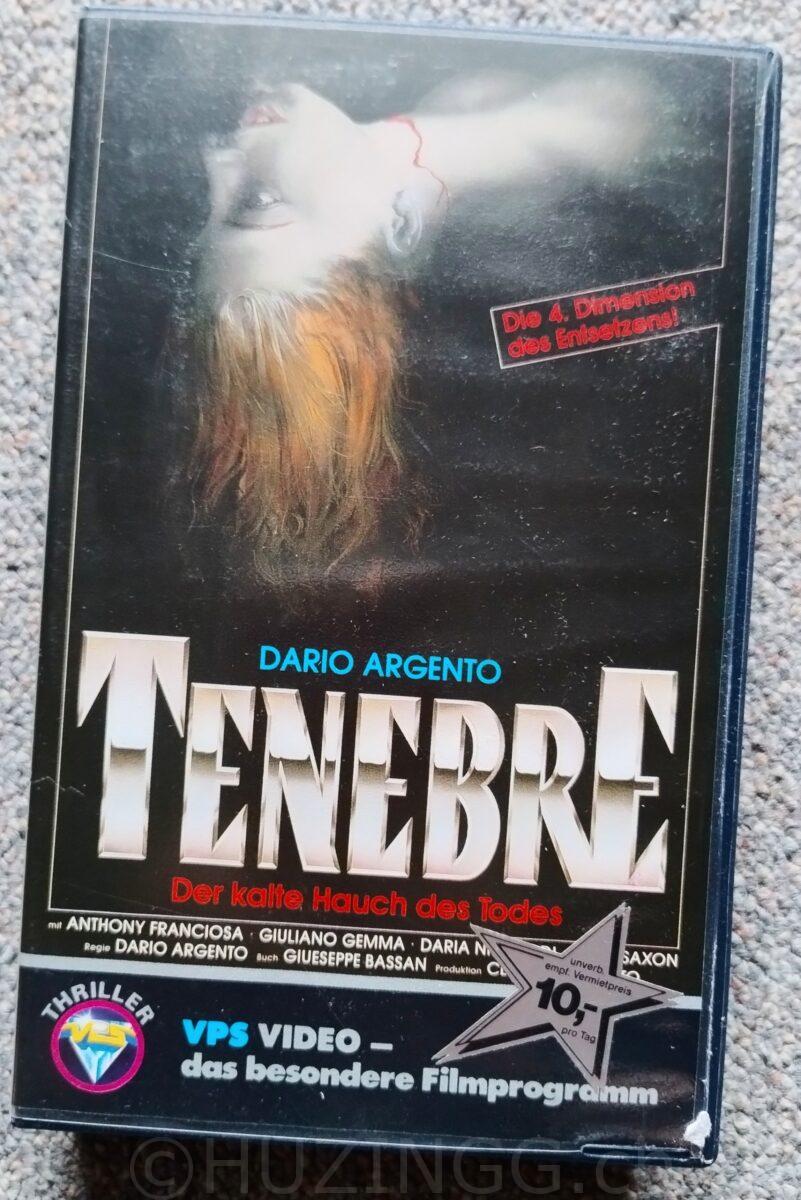 Die 4. Dimension
des Entsetzens!
DARIO ARGENTO
TENEBRE
Der kalte Hauch des Todes
mit ANTHONY FRANCIOSA · GIULIANO GEMMA · DARIA SAXON
Regie DARIO ARGENTO Buch GIUESEPPE BASSAN Produktion
unverb.
empf. Vermietpreis
10,-
pro Tag
THRILLER
VPS
VPS VIDEO –
das besondere Filmprogramm
©HUZINGG.ch